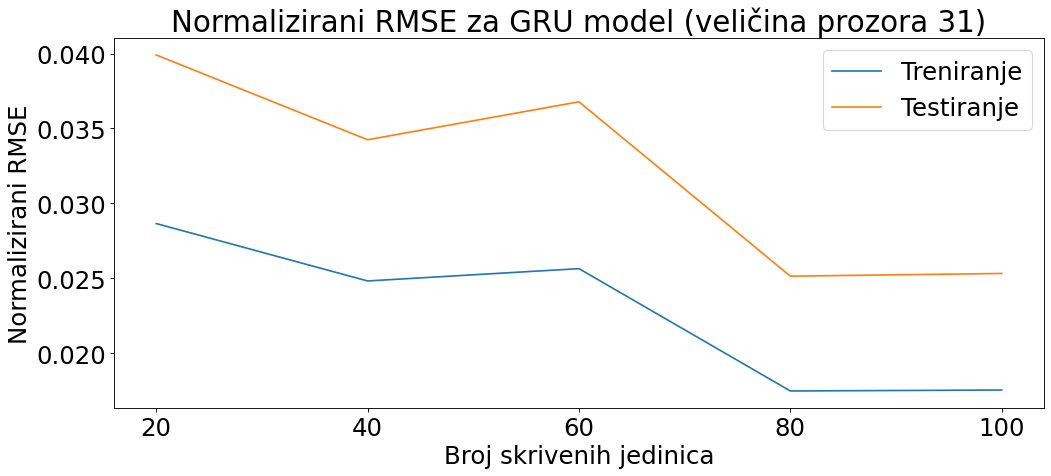 Normalizirani RMSE za GRU model (veličina prozora 31)
Normalizirani RMSE
0.040
0.035
0.030
0.025
0.020
Treniranje
Testiranje
20 40 60 80 100
Broj skrivenih jedinica